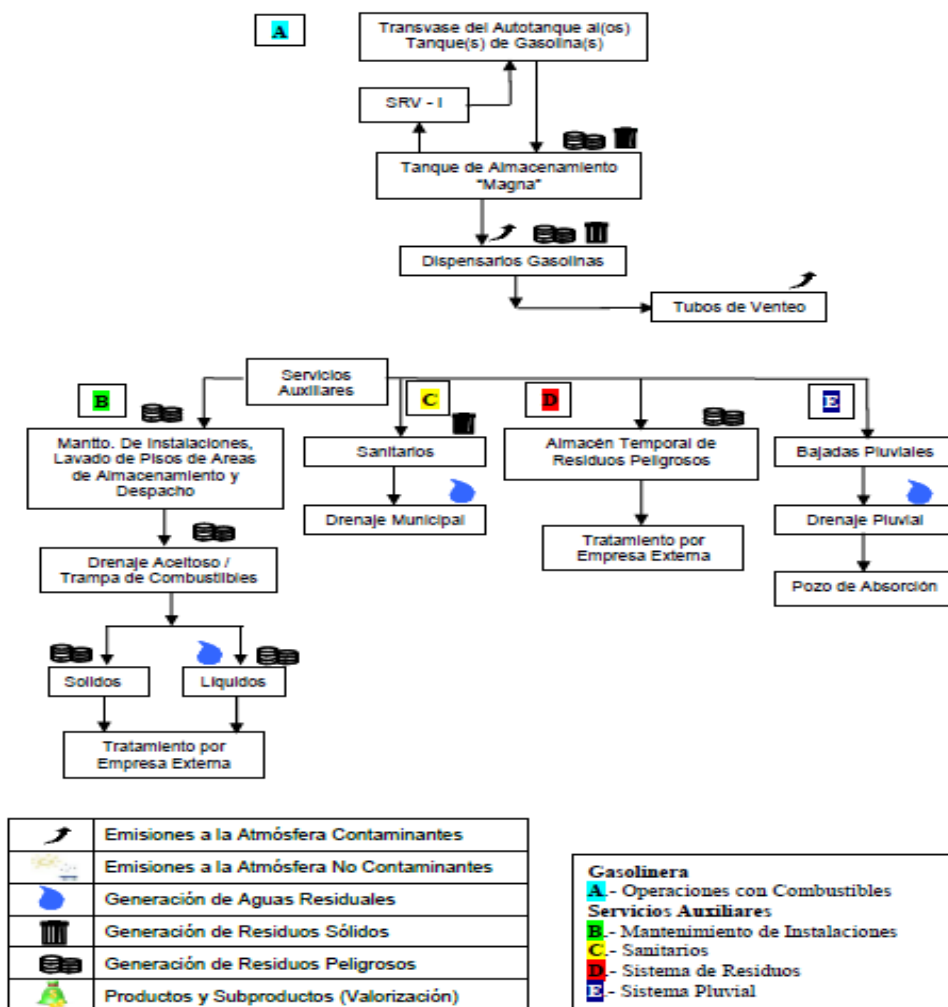 A
Transvase del Autotanque al(os)
Tanque(s) de Gasolina(s)
SRV - I
Tanque de Almacenamiento
"Magna"
Dispensarios Gasolinas
Tubos de Venteo
Servicios
Auxiliares
B
C
D
E
Mantto. De Instalaciones,
Lavado de Pisos de Areas
de Almacenamiento y
Despacho
Sanitarios
Almacén Temporal de
Residuos Peligrosos
Bajadas Pluviales
Drenaje Municipal
Drenaje Pluvial
Tratamiento por
Empresa Externa
Drenaje Aceitoso /
Trampa de Combustibles
Pozo de Absorción
Solidos
Líquidos
Tratamiento por
Empresa Externa
Emisiones a la Atmósfera Contaminantes
Emisiones a la Atmósfera No Contaminantes
Generación de Aguas Residuales
Generación de Residuos Sólidos
Generación de Residuos Peligrosos
Productos y Subproductos (Valorización)
Gasolinera
A.- Operaciones con Combustibles
Servicios Auxiliares
B.- Mantenimiento de Instalaciones
C.- Sanitarios
D.- Sistema de Residuos
E.- Sistema Pluvial